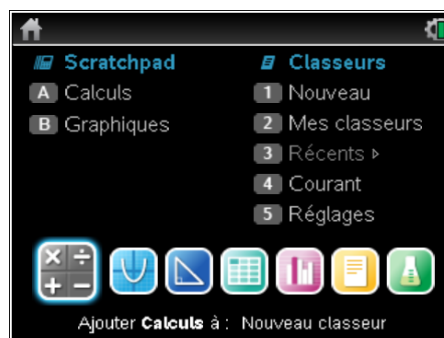 Scratchpad
A Calculs
B Graphiques
Classeurs
1 Nouveau
2 Mes classeurs
3 Récents ▹
4 Courant
5 Réglages
Ajouter Calculs à : Nouveau classeur